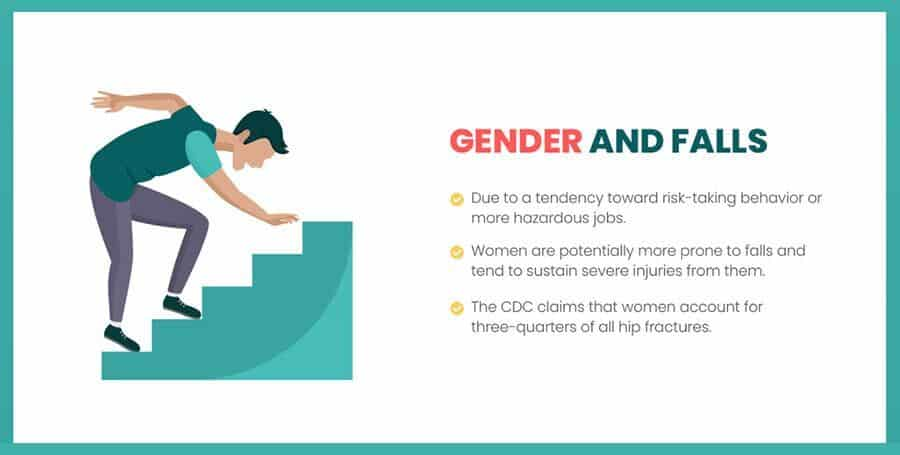 GENDER AND FALLS
Due to a tendency toward risk-taking behavior or
more hazardous jobs.
Women are potentially more prone to falls and
tend to sustain severe injuries from them.
The CDC claims that women account for
three-quarters of all hip fractures.